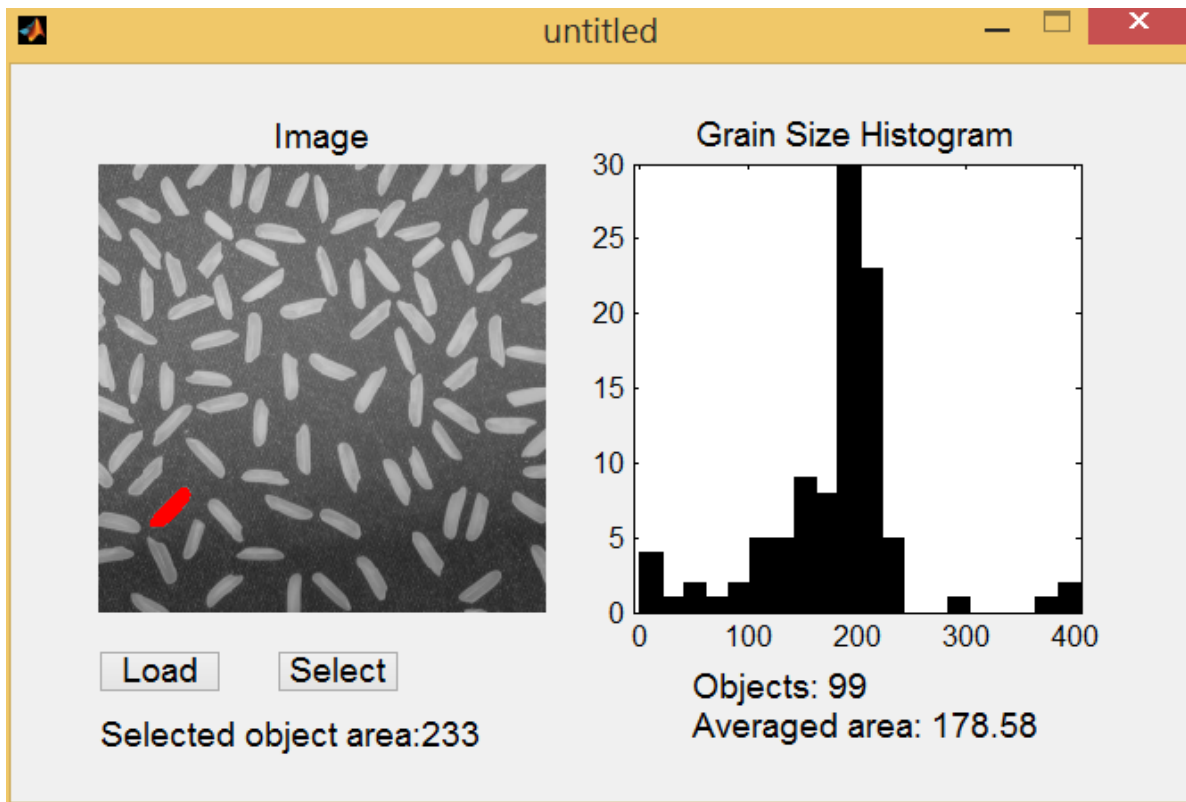 untitled
Image
Load
Select
Selected object area:233
Grain Size Histogram
30
25
20
15
10
5
0
0 100 200 300 400
Objects: 99
Averaged area: 178.58